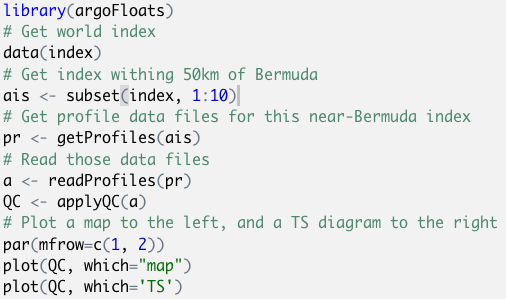 library(argoFloats)
# Get world index
data(index)
# Get index withing 50km of Bermuda
ais <- subset(index, 1:10)
# Get profile data files for this near-Bermuda index
pr <- getProfiles(ais)
# Read those data files
a <- readProfiles(pr)
QC <- applyQC(a)
# Plot a map to the left, and a TS diagram to the right
par(mfrow=c(1, 2))
plot(QC, which="map")
plot(QC, which='TS')